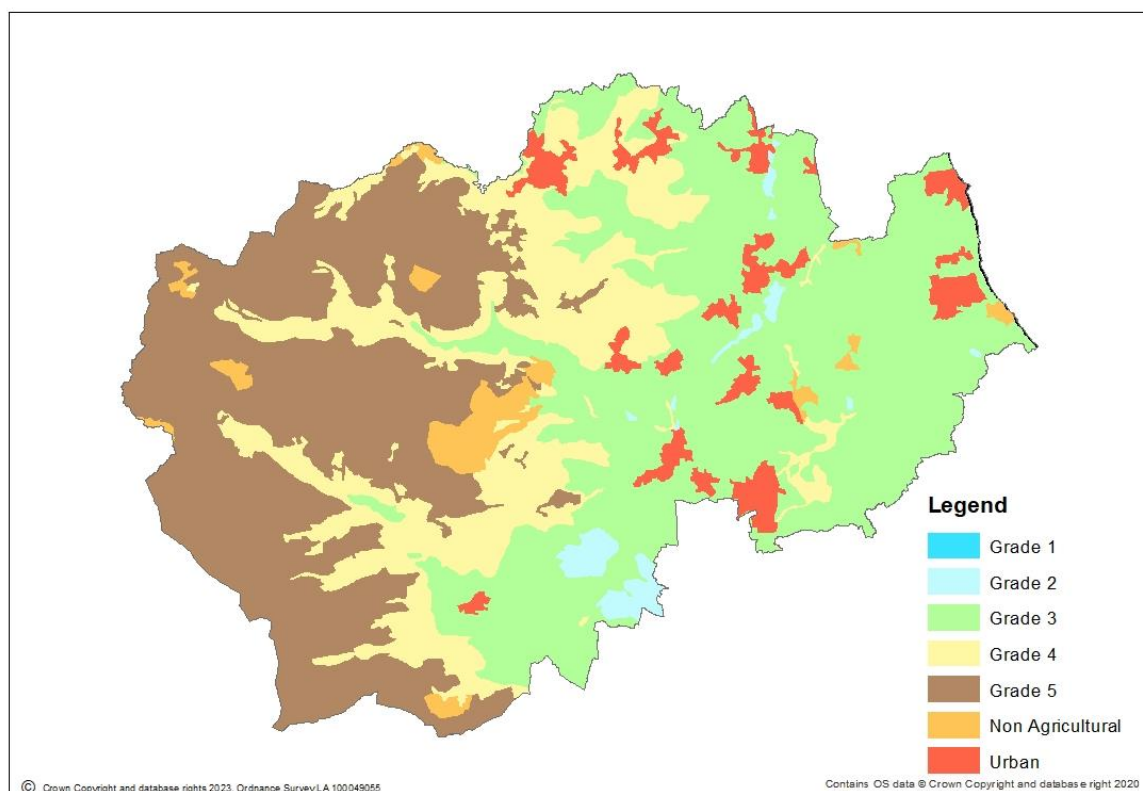 Legend
Grade 1
Grade 2
Grade 3
Grade 4
Grade 5
Non Agricultural
Urban
© Crown Copyright and database rights 2023. Ordnance Survey LA 100049055
Contains OS data © Crown Copyright and database right 2020